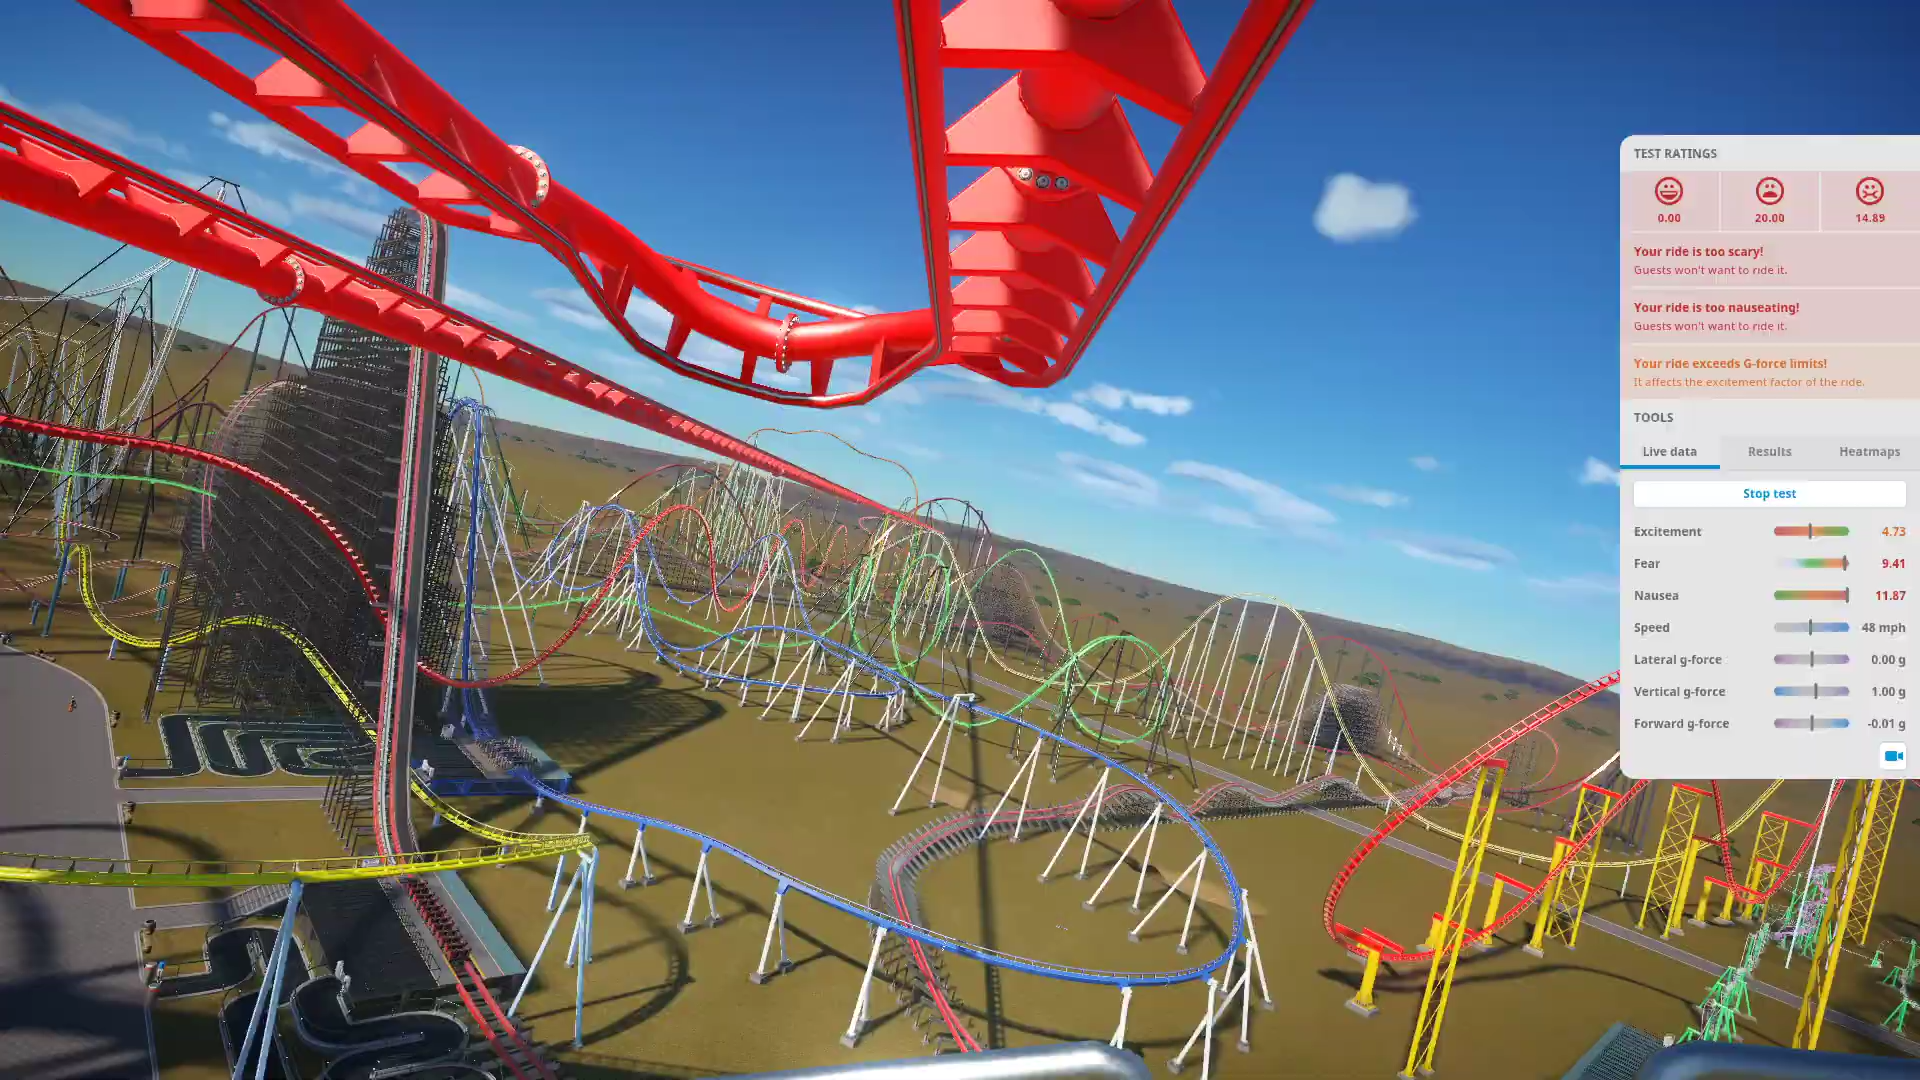 TEST RATINGS
0.00 20.00 14.89
Your ride is too scary!
Guests won't want to ride it.
Your ride is too nauseating!
Guests won't want to ride it.
Your ride exceeds G-force limits!
It affects the excitement factor of the ride.
TOOLS
Live data Results Heatmaps
Stop test
Excitement 4.73
Fear 9.41
Nausea 11.87
Speed 48 mph
Lateral g-force 0.00 g
Vertical g-force 1.00 g
Forward g-force -0.01 g